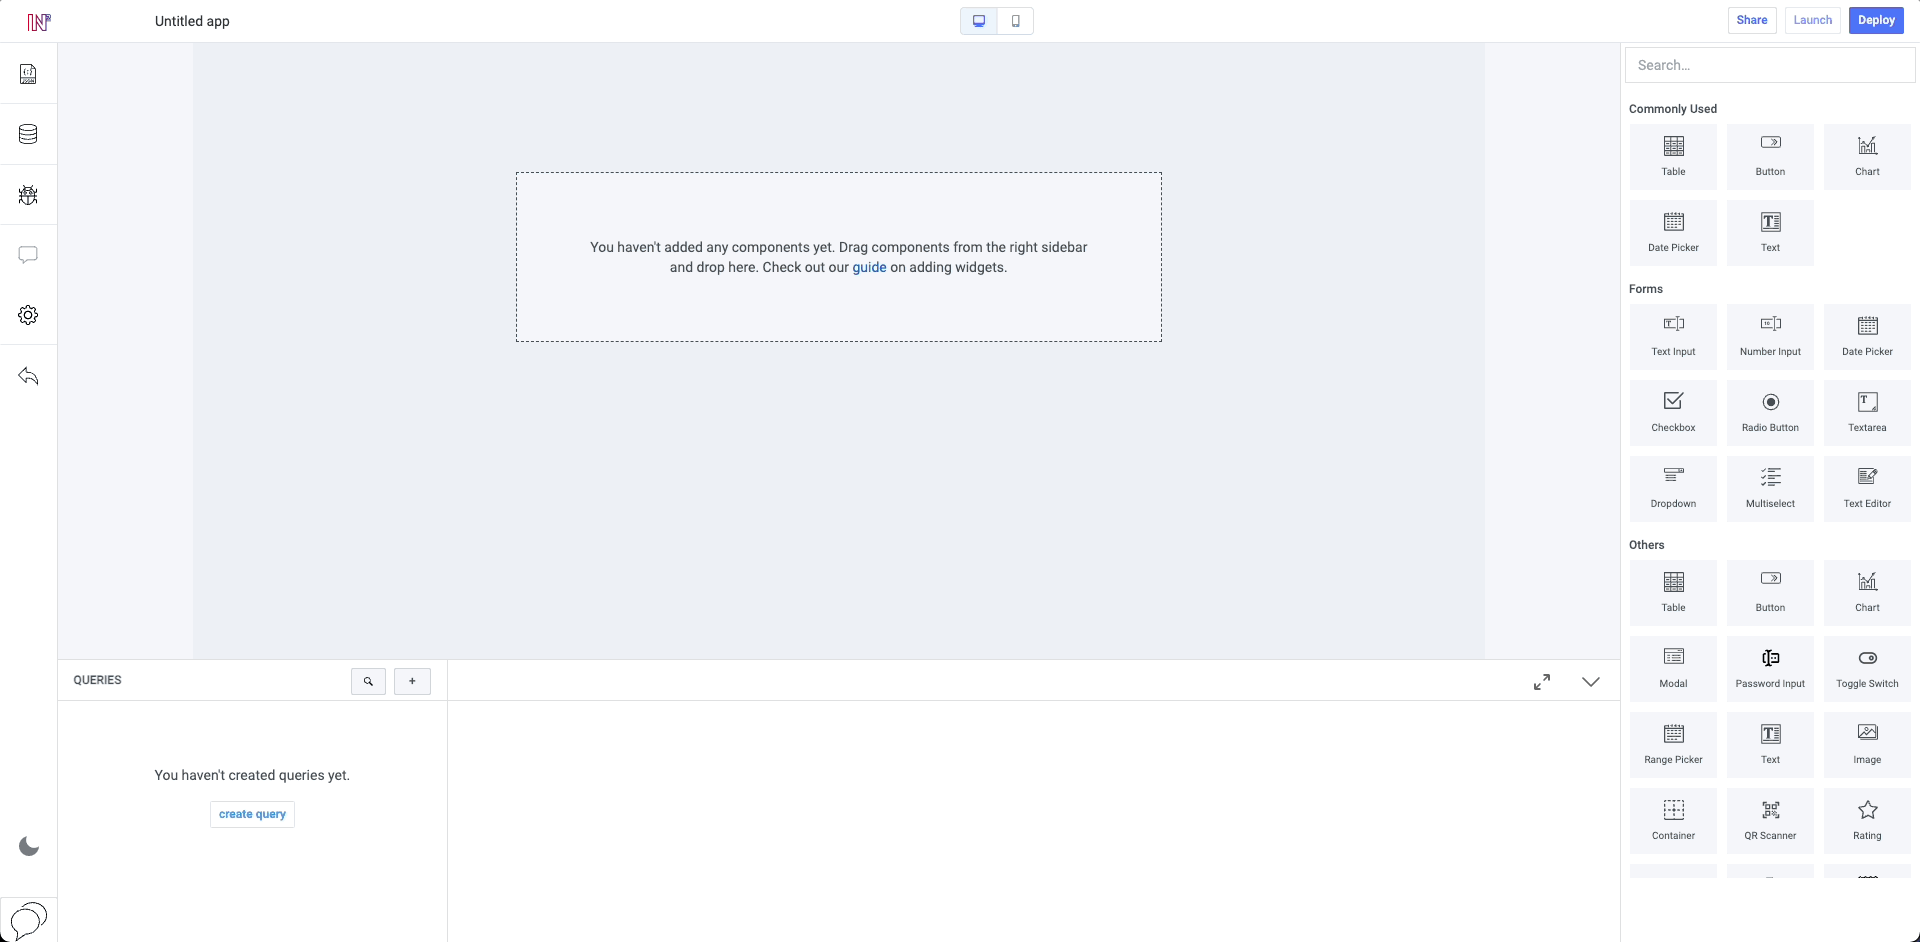 Untitled app
Share
Launch
Deploy
Search...
Commonly Used
Table
Button
Chart
Date Picker
Text
You haven't added any components yet. Drag components from the right sidebar
and drop here. Check out our guide on adding widgets.
Forms
Text Input
Number Input
Date Picker
Checkbox
Radio Button
Textarea
Dropdown
Multiselect
Text Editor
Others
Table
Button
Chart
Modal
Password Input
Toggle Switch
Range Picker
Text
Image
Container
QR Scanner
Rating
QUERIES
+
You haven't created queries yet.
create query